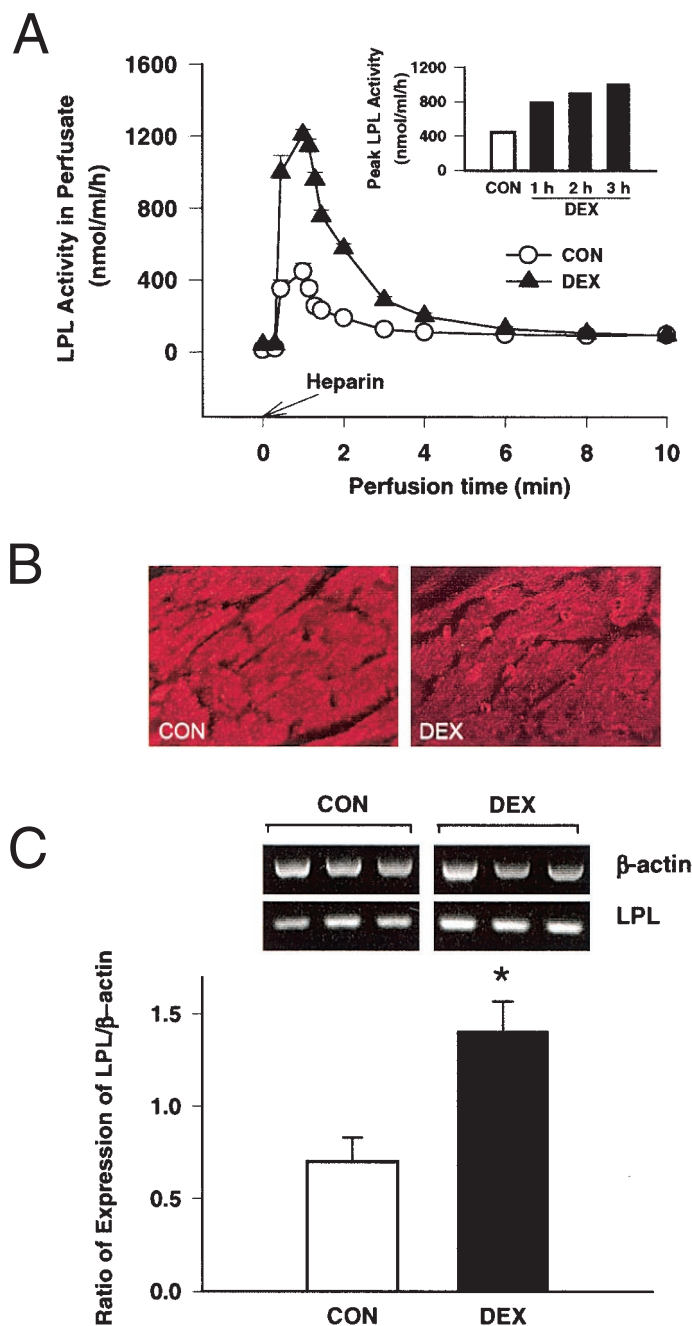 A
LPL Activity in Perfusate
(nmol/ml/h)
1600
1200
800
400
0
Peak LPL Activity
(nmol/ml/h)
1200
800
400
0
CON 1 h 2 h 3 h
DEX
CON
DEX
Heparin
0 2 4 6 8 10
Perfusion time (min)
B
CON
DEX
C
CON DEX
β-actin
LPL
Ratio of Expression of LPL/β–actin
*
1.5
1.0
0.5
0.0
CON DEX